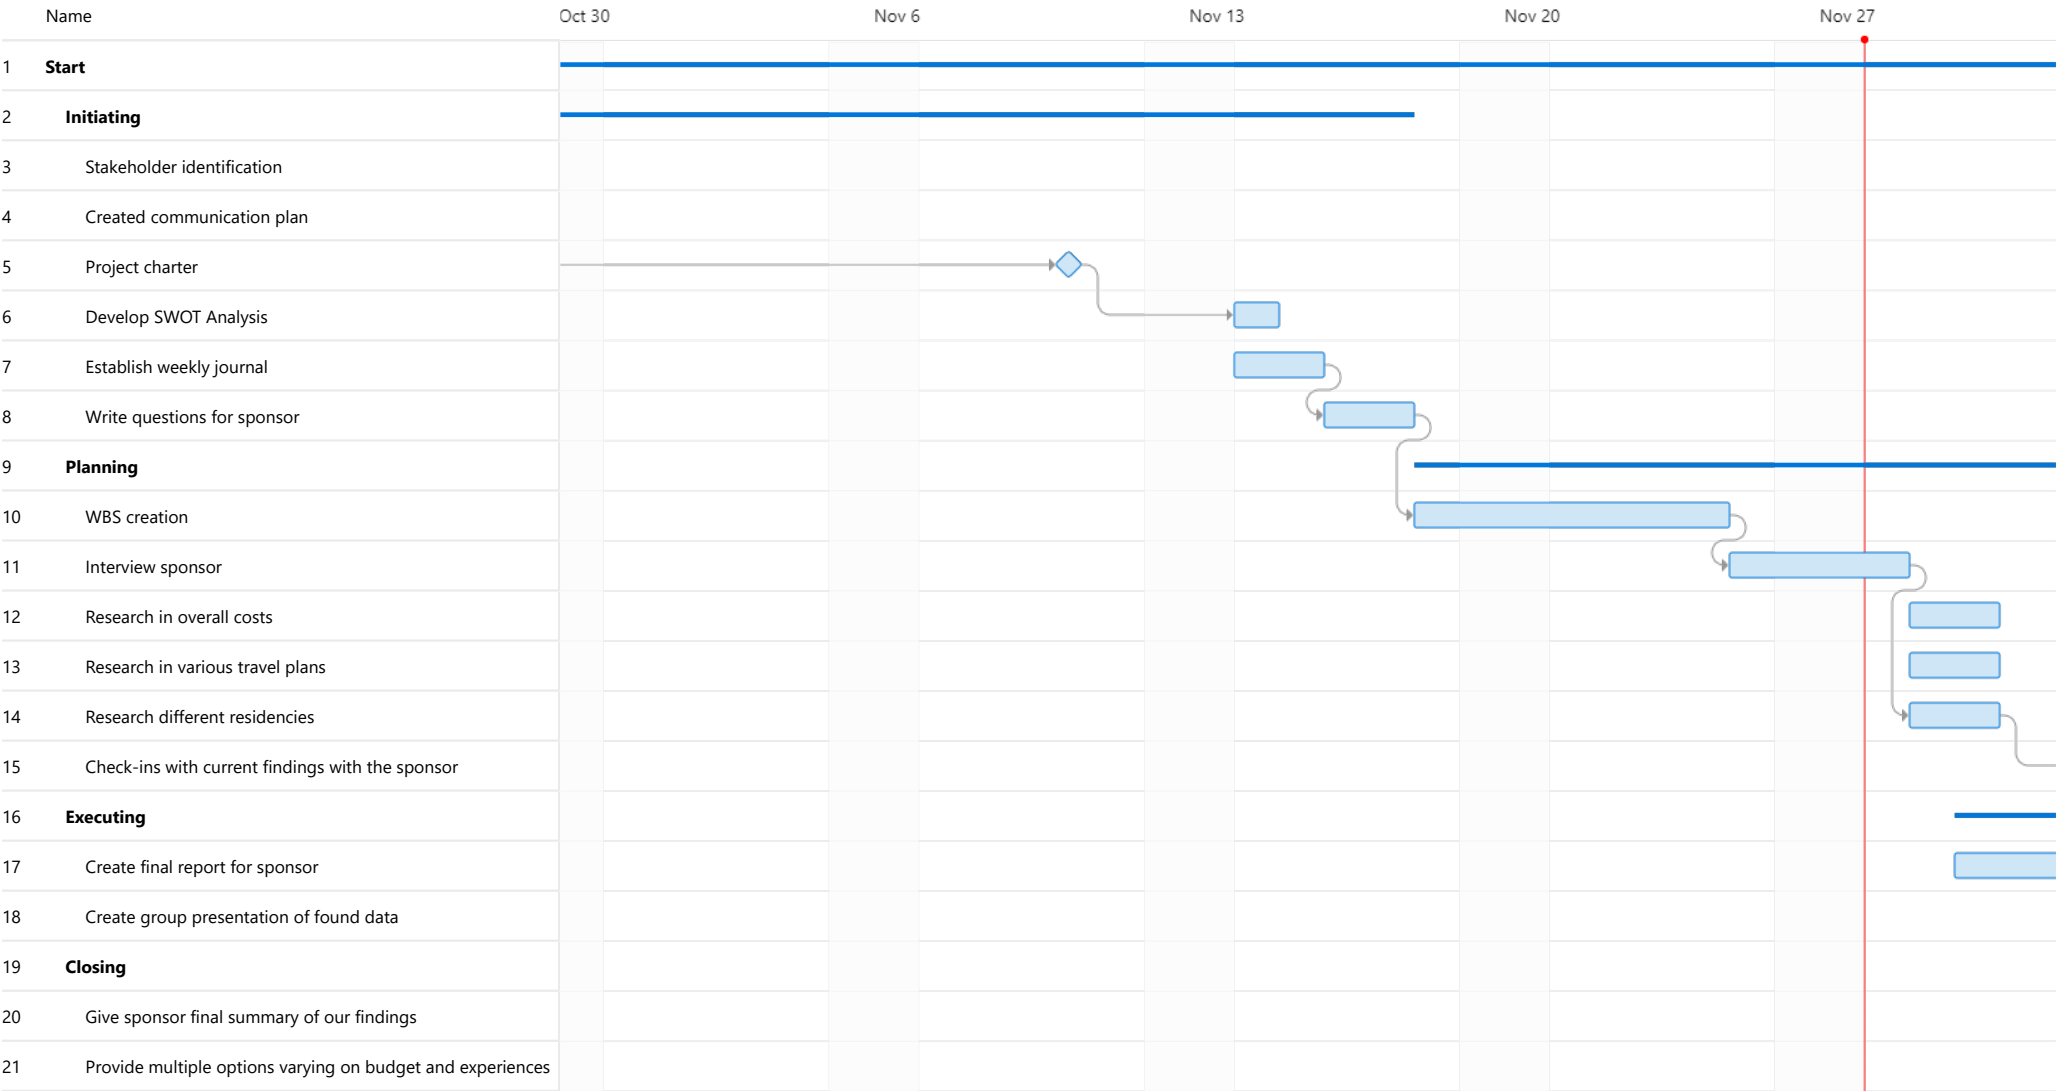 Name Oct 30 Nov 6 Nov 13 Nov 20 Nov 27
1 Start
2 Initiating
3 Stakeholder identification
4 Created communication plan
5 Project charter
6 Develop SWOT Analysis
7 Establish weekly journal
8 Write questions for sponsor
9 Planning
10 WBS creation
11 Interview sponsor
12 Research in overall costs
13 Research in various travel plans
14 Research different residencies
15 Check-ins with current findings with the sponsor
16 Executing
17 Create final report for sponsor
18 Create group presentation of found data
19 Closing
20 Give sponsor final summary of our findings
21 Provide multiple options varying on budget and experiences